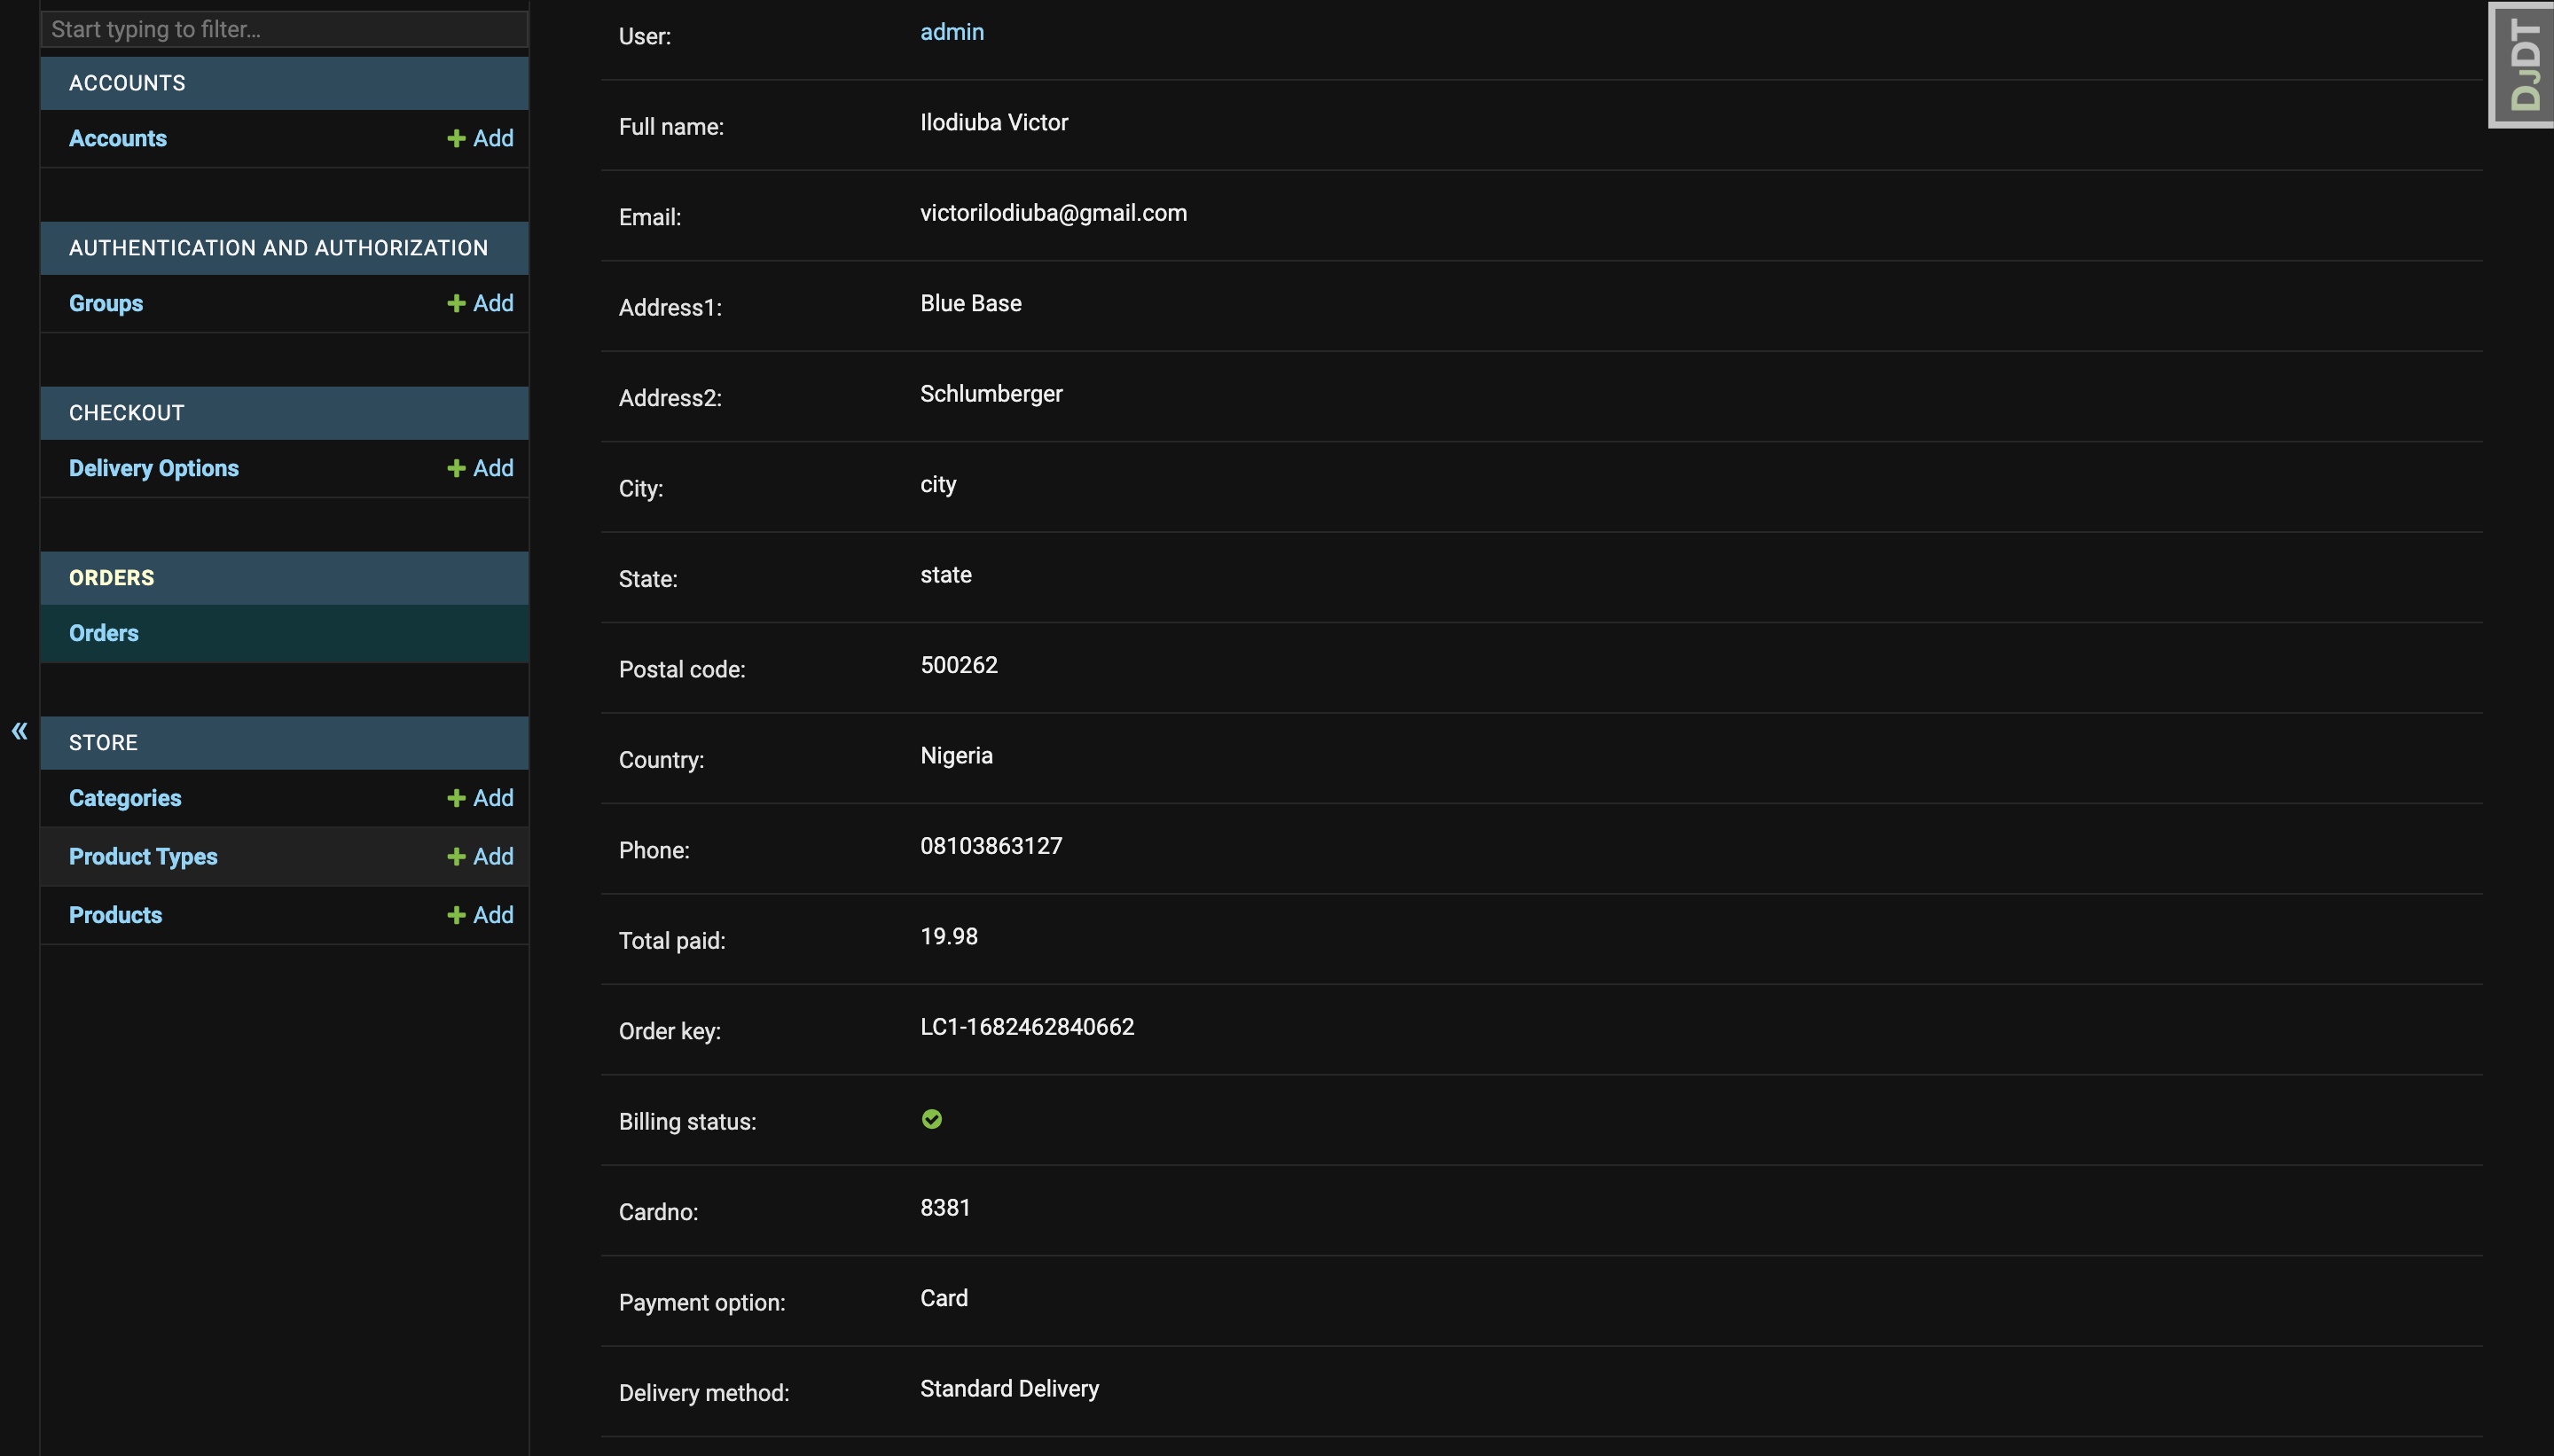 Start typing to filter...
ACCOUNTS
Accounts + Add
AUTHENTICATION AND AUTHORIZATION
Groups + Add
CHECKOUT
Delivery Options + Add
ORDERS
Orders
STORE
Categories + Add
Product Types + Add
Products + Add
«
User: admin
Full name: Ilodiuba Victor
Email: victorilodiuba@gmail.com
Address1: Blue Base
Address2: Schlumberger
City: city
State: state
Postal code: 500262
Country: Nigeria
Phone: 08103863127
Total paid: 19.98
Order key: LC1-1682462840662
Billing status:
Cardno: 8381
Payment option: Card
Delivery method: Standard Delivery
DJDT